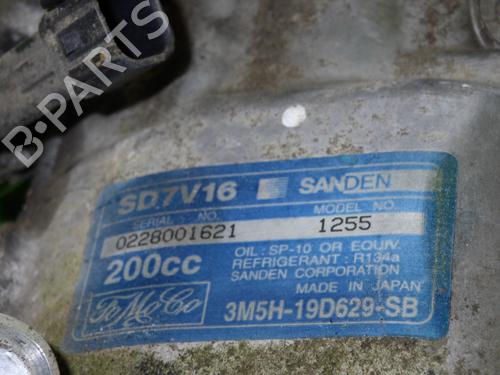 B-PARTS
SD7V16 SANDEN
SERIAL NO. MODEL NO.
0228001621 1255
200cc OIL: SP-10 OR EQUIV.
REFRIGERANT: R134a
SANDEN CORPORATION
MADE IN JAPAN
FoMoCo 3M5H-19D629-SB